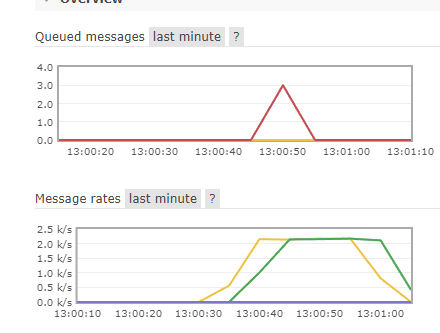 Overview
Queued messages last minute ?
4.0
3.0
2.0
1.0
0.0
13:00:20 13:00:30 13:00:40 13:00:50 13:01:00 13:01:10
Message rates last minute ?
2.5 k/s
2.0 k/s
1.5 k/s
1.0 k/s
0.5 k/s
0.0 k/s
13:00:10 13:00:20 13:00:30 13:00:40 13:00:50 13:01:00